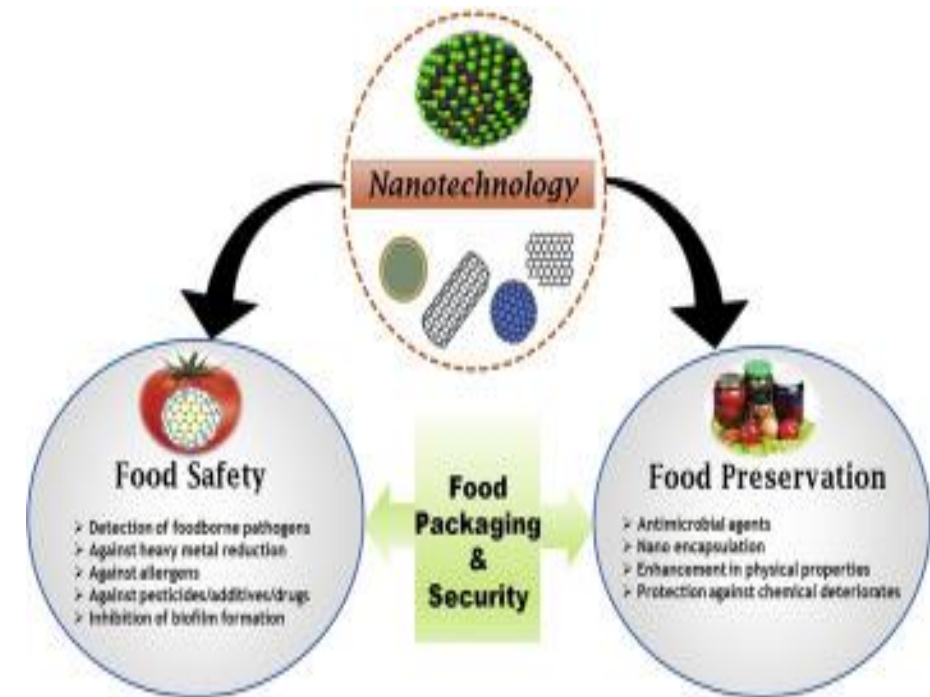 Nanotechnology
Food Safety
➢ Detection of foodborne pathogens
➢ Against heavy metal reduction
➢ Against allergens
➢ Against pesticides/additives/drugs
➢ Inhibition of biofilm formation
Food
Packaging
&
Security
Food Preservation
➢ Antimicrobial agents
➢ Nano encapsulation
➢ Enhancement in physical properties
➢ Protection against chemical deteriorates